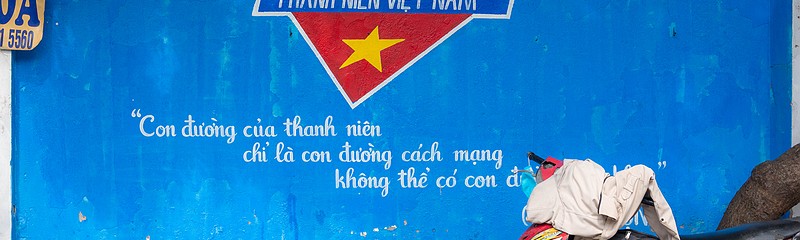 THANH NIÊN VIỆT NAM
0A
1 5560
“Con đường của thanh niên
chỉ là con đường cách mạng
không thể có con